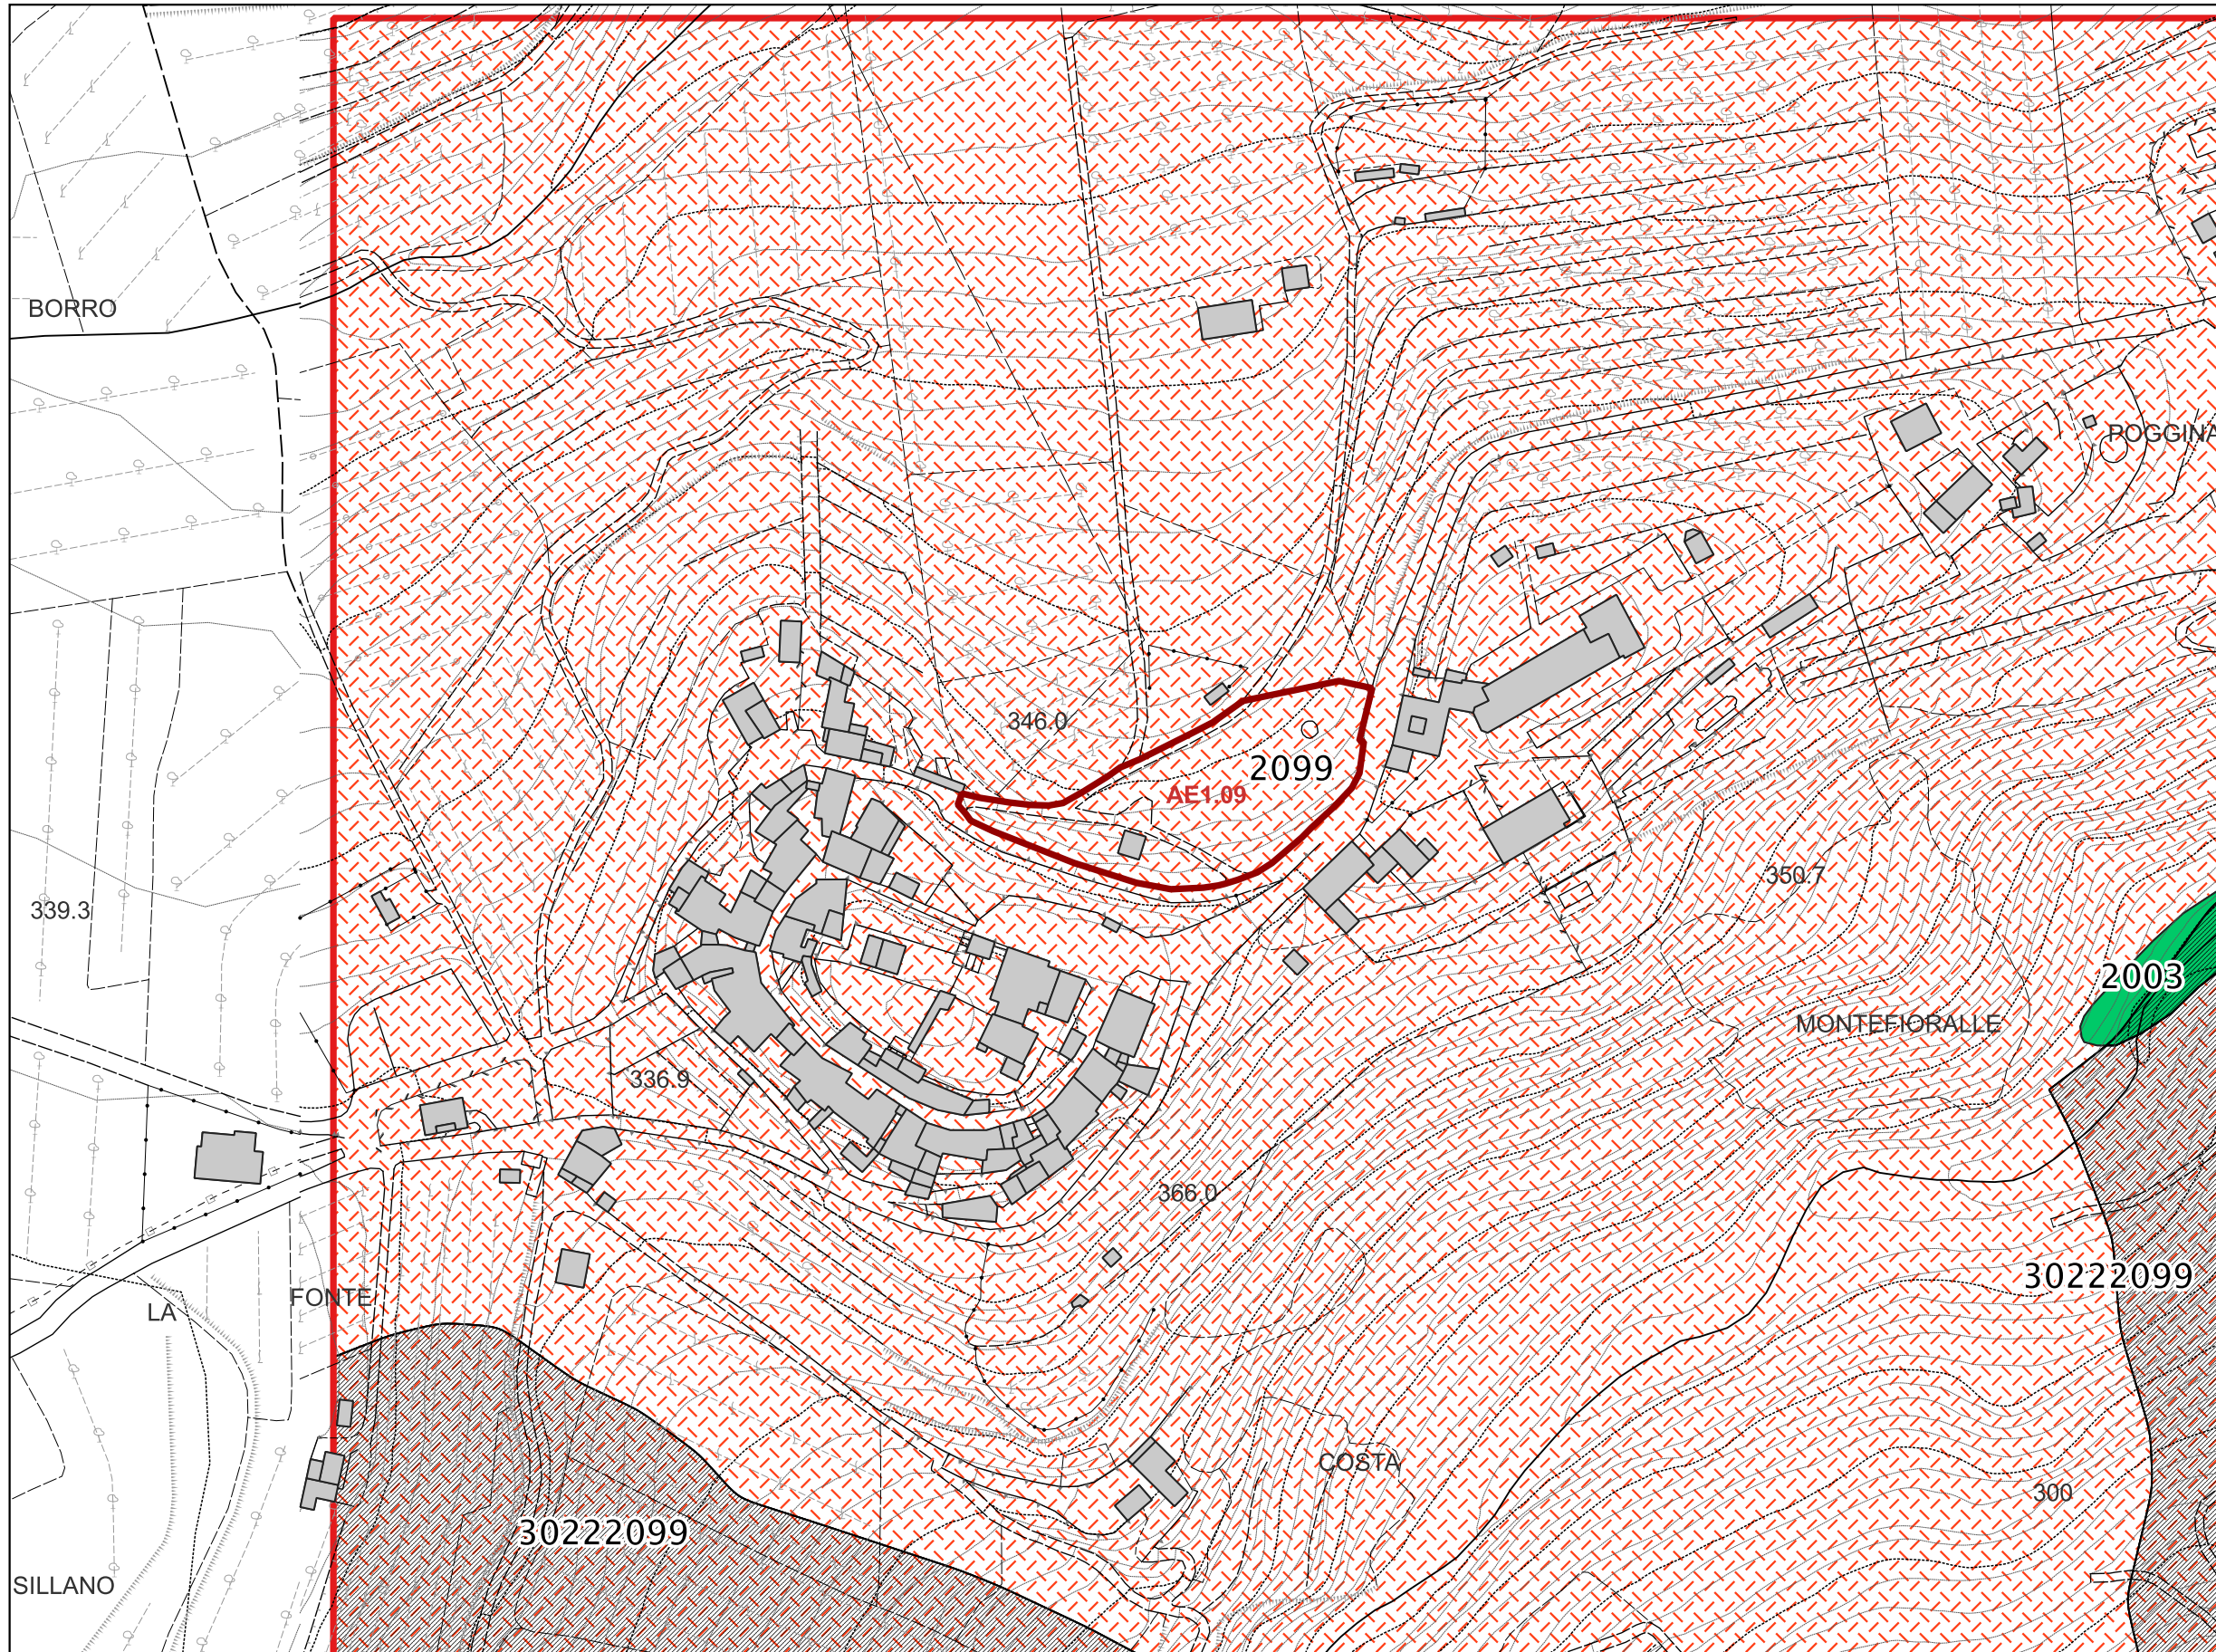 BORRO
POGGINA
346.0
2099
AE1.09
350.7
339.3
2003
MONTEFIORALLE
336.9
366.0
30222099
FONTE
LA
COSTA
300
30222099
SILLANO